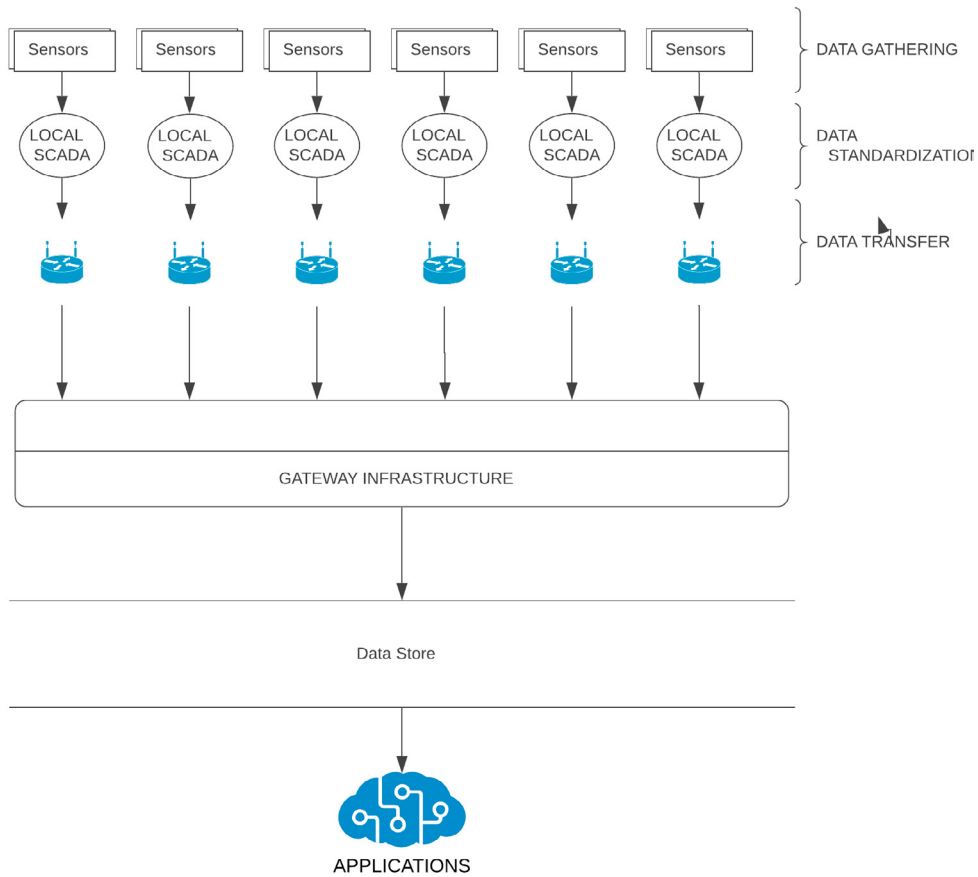 Sensors Sensors Sensors Sensors Sensors Sensors
DATA GATHERING
LOCAL SCADA
LOCAL SCADA
LOCAL SCADA
LOCAL SCADA
LOCAL SCADA
LOCAL SCADA
DATA
STANDARDIZATION
DATA TRANSFER
GATEWAY INFRASTRUCTURE
Data Store
APPLICATIONS